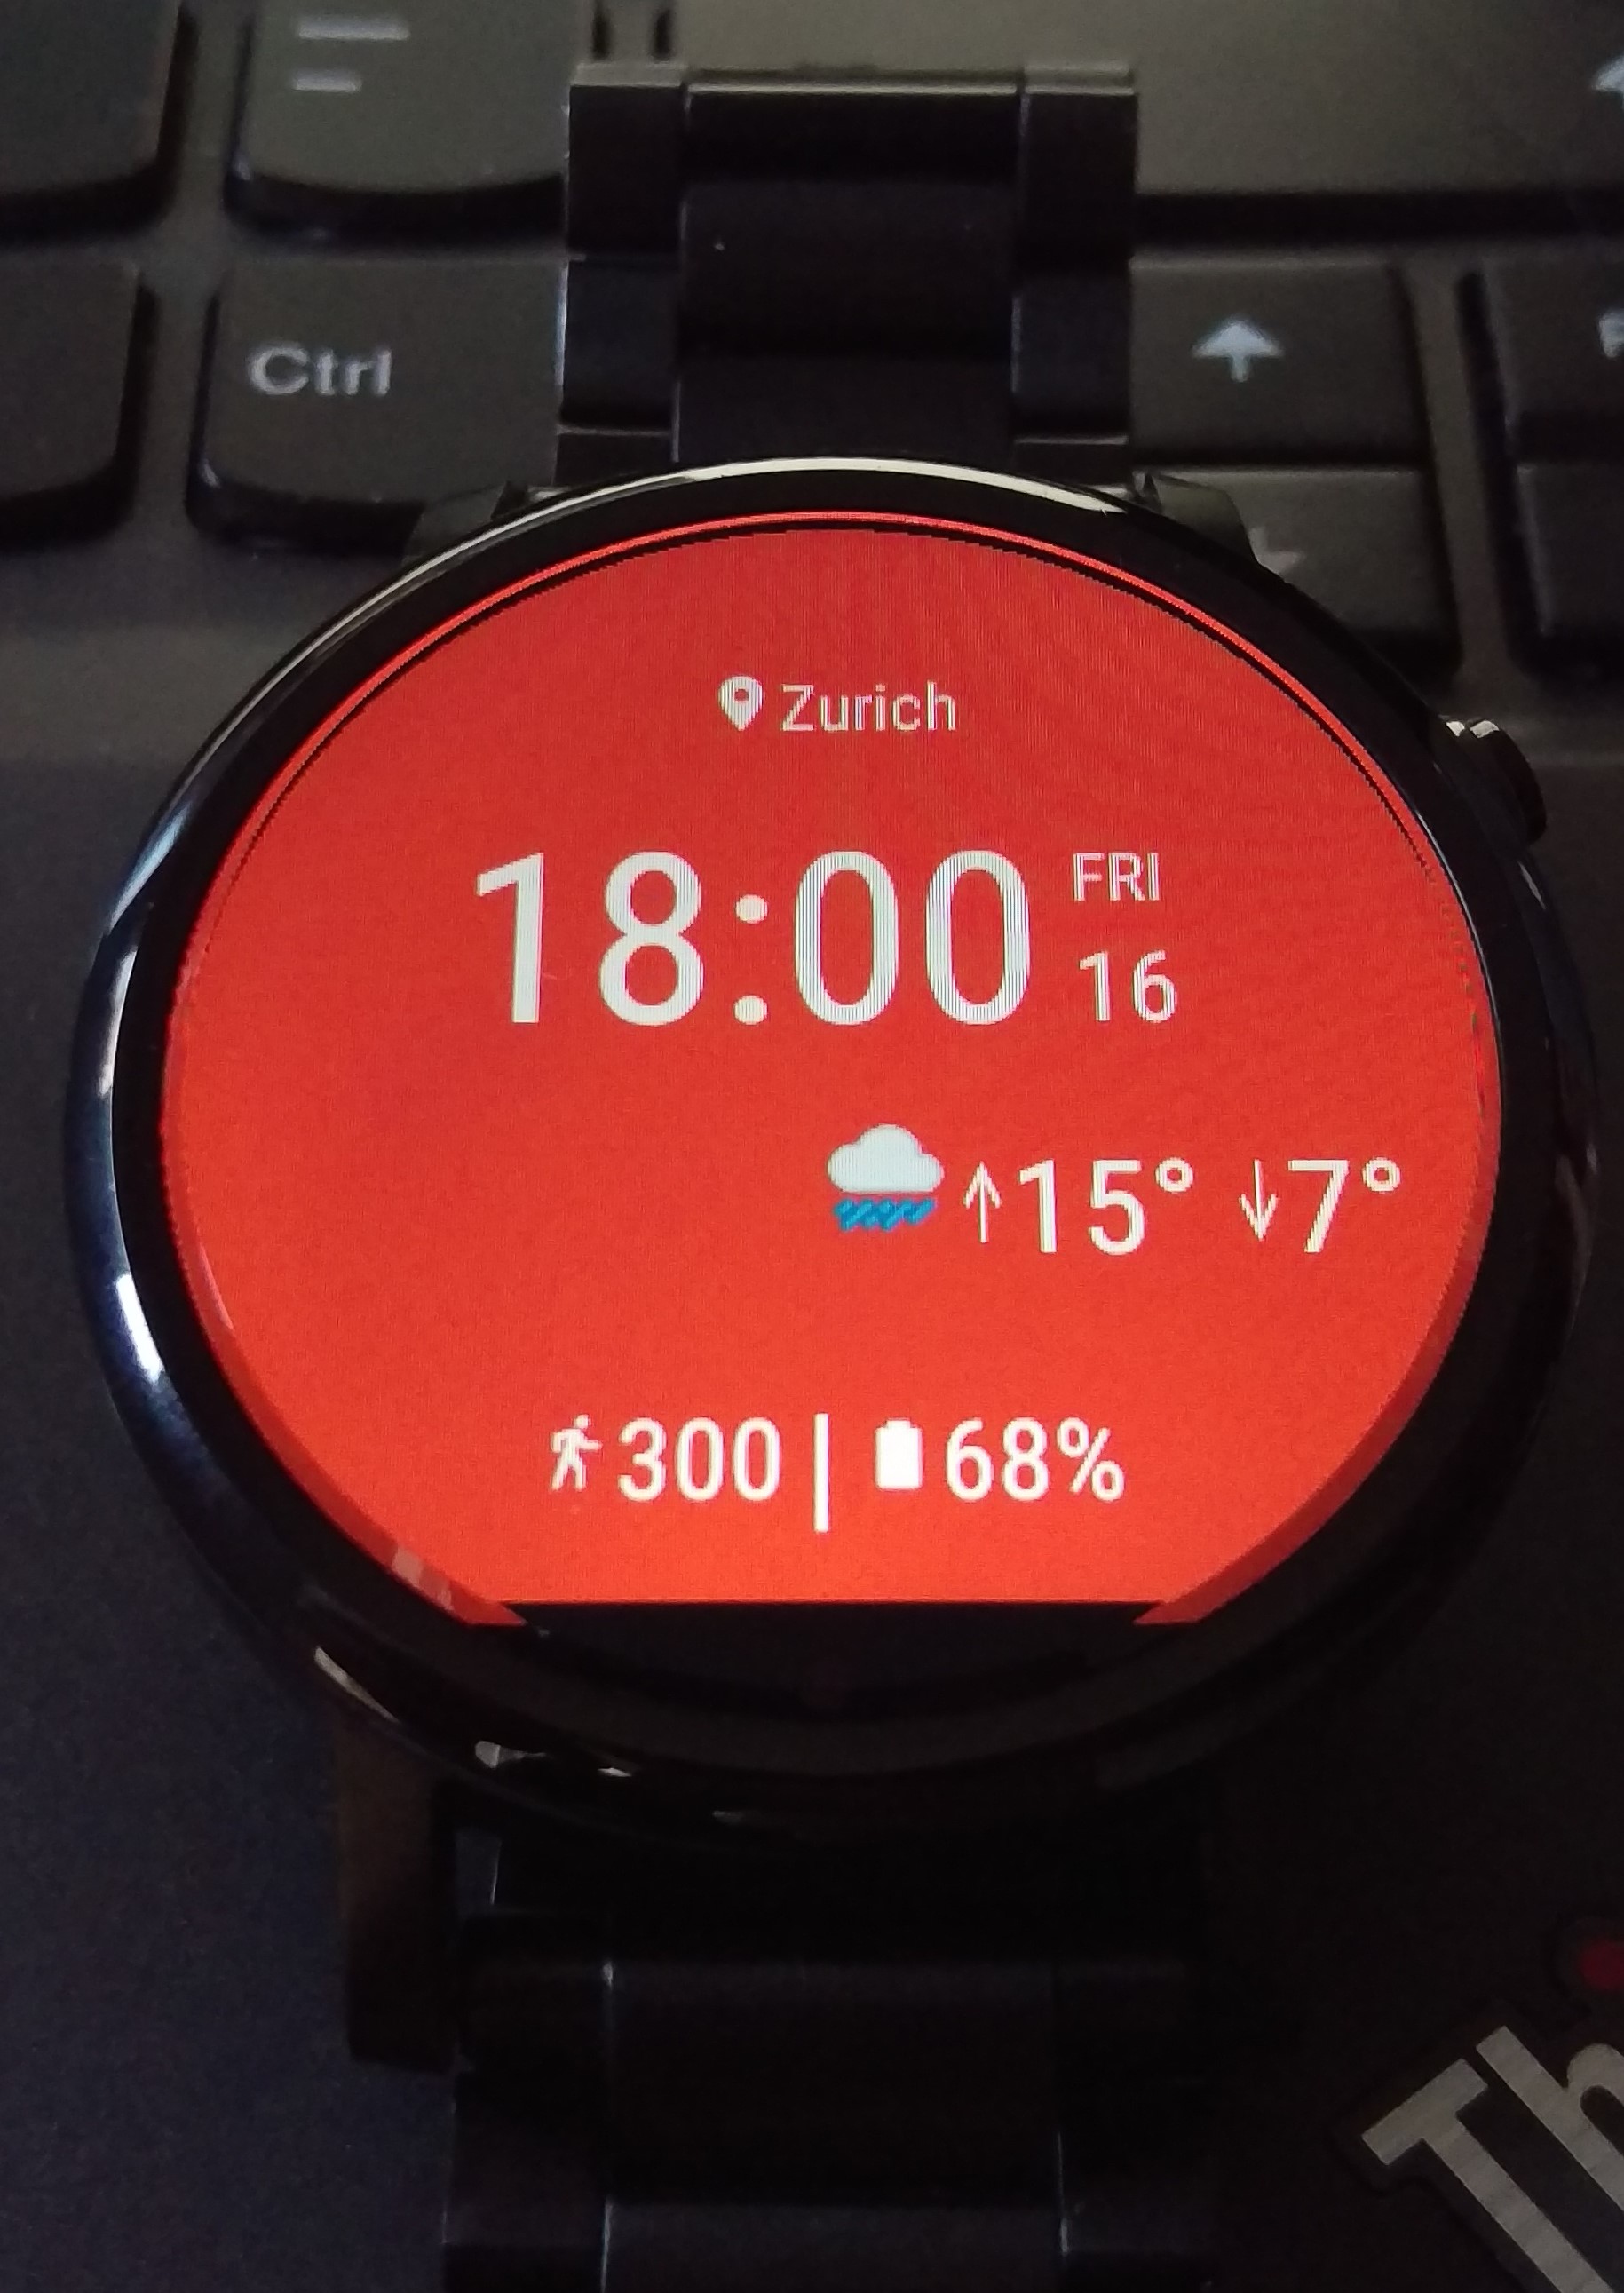 Ctrl
Zurich
18:00 FRI
16
↑15° ↓7°
300 | 68%
Th